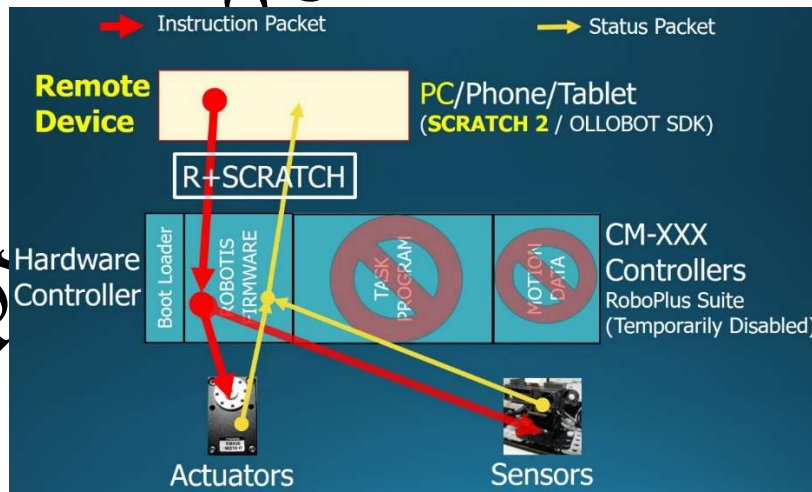 Instruction Packet
Status Packet
Remote
Device
PC/Phone/Tablet
(SCRATCH 2 / OLLOBOT SDK)
R+SCRATCH
Hardware
Controller
Boot Loader
ROBOTIS
FIRMWARE
TASK
PROGRAM
MOTION
DATA
CM-XXX
Controllers
RoboPlus Suite
(Temporarily Disabled)
Actuators
Sensors